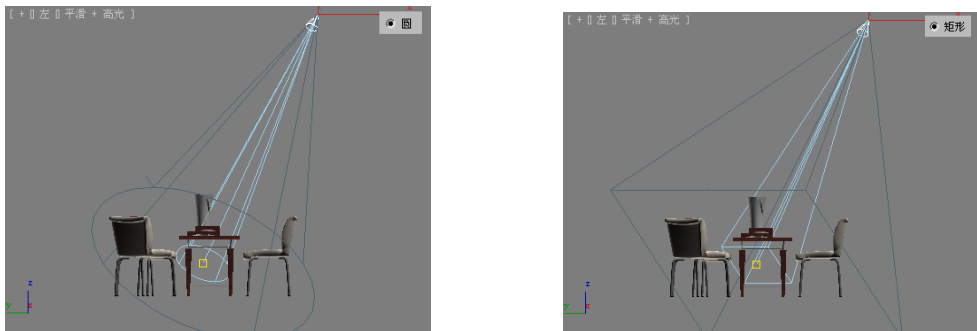 [ + ▯ 左 ▯ 平滑 + 高光 ]
圆
z
y
x
[ + ▯ 左 ▯ 平滑 + 高光 ]
矩形
z
y
x